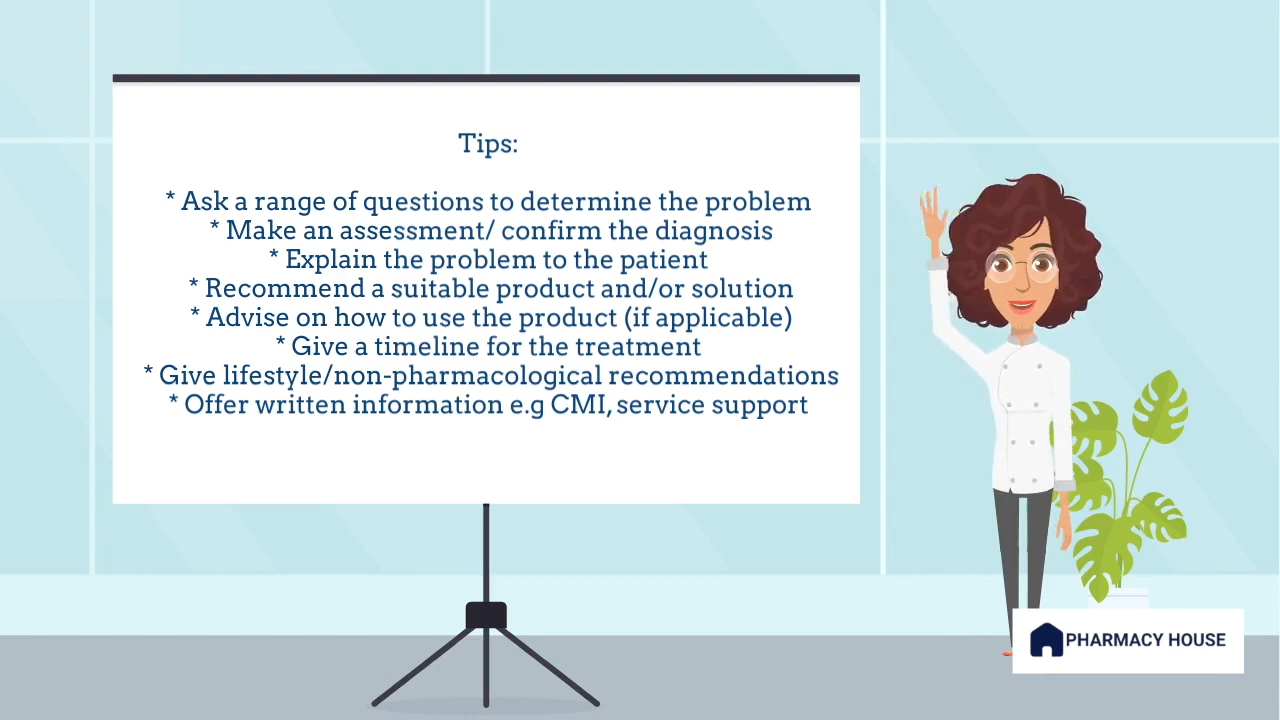 Tips:
* Ask a range of questions to determine the problem
* Make an assessment/ confirm the diagnosis
* Explain the problem to the patient
* Recommend a suitable product and/or solution
* Advise on how to use the product (if applicable)
* Give a timeline for the treatment
* Give lifestyle/non-pharmacological recommendations
* Offer written information e.g CMI, service support
PHARMACY HOUSE